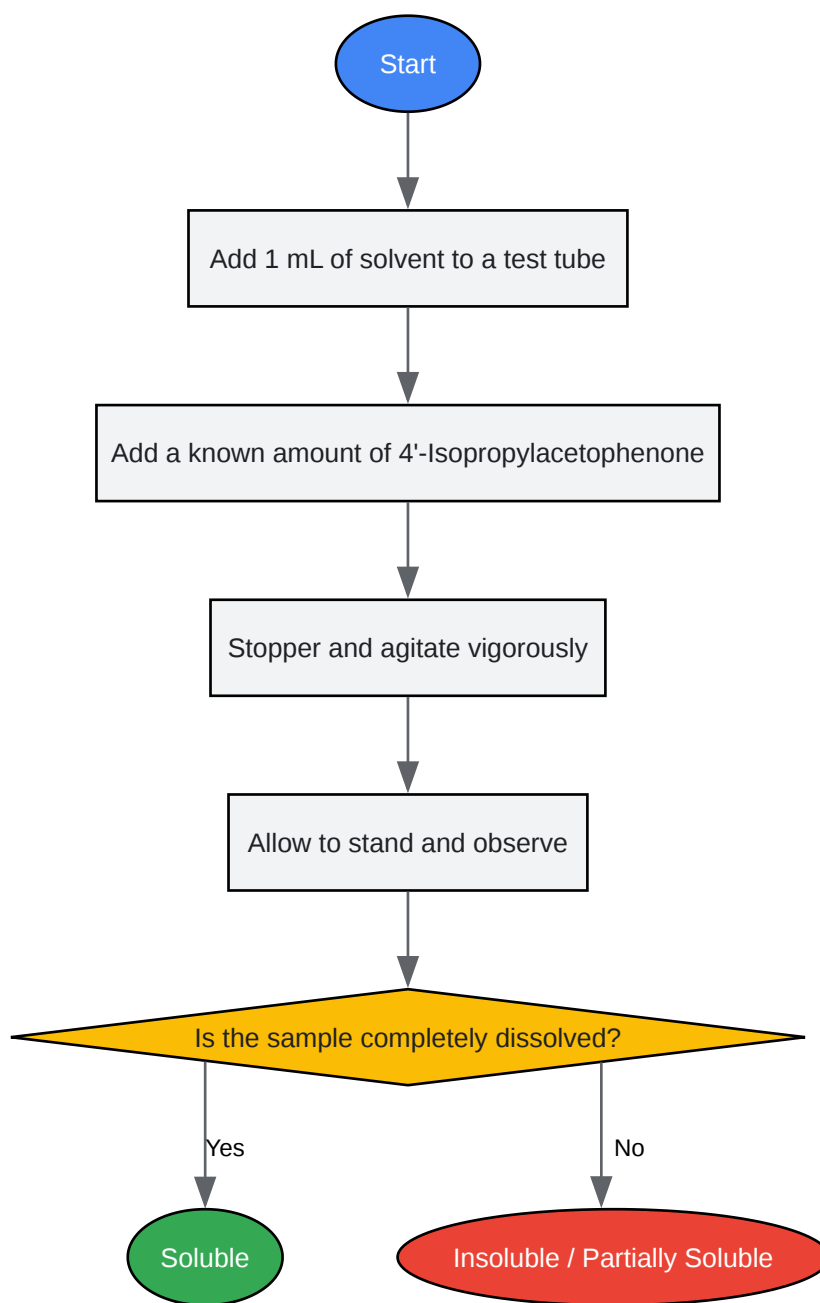 Start
Add 1 mL of solvent to a test tube
Add a known amount of 4'-Isopropylacetophenone
Stopper and agitate vigorously
Allow to stand and observe
Is the sample completely dissolved?
Yes
No
Soluble
Insoluble / Partially Soluble